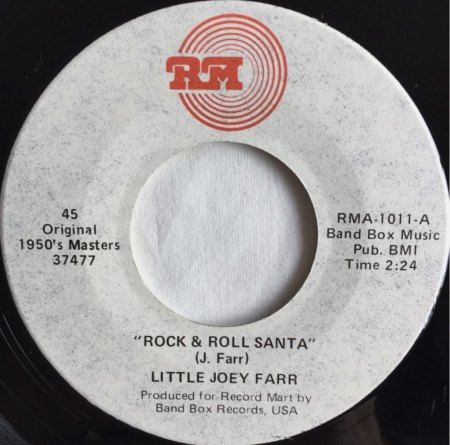 RM
45
Original
1950's Masters
37477
RMA-1011-A
Band Box Music
Pub. BMI
Time 2:24
"ROCK & ROLL SANTA"
(J. Farr)
LITTLE JOEY FARR
Produced for Record Mart by
Band Box Records, USA